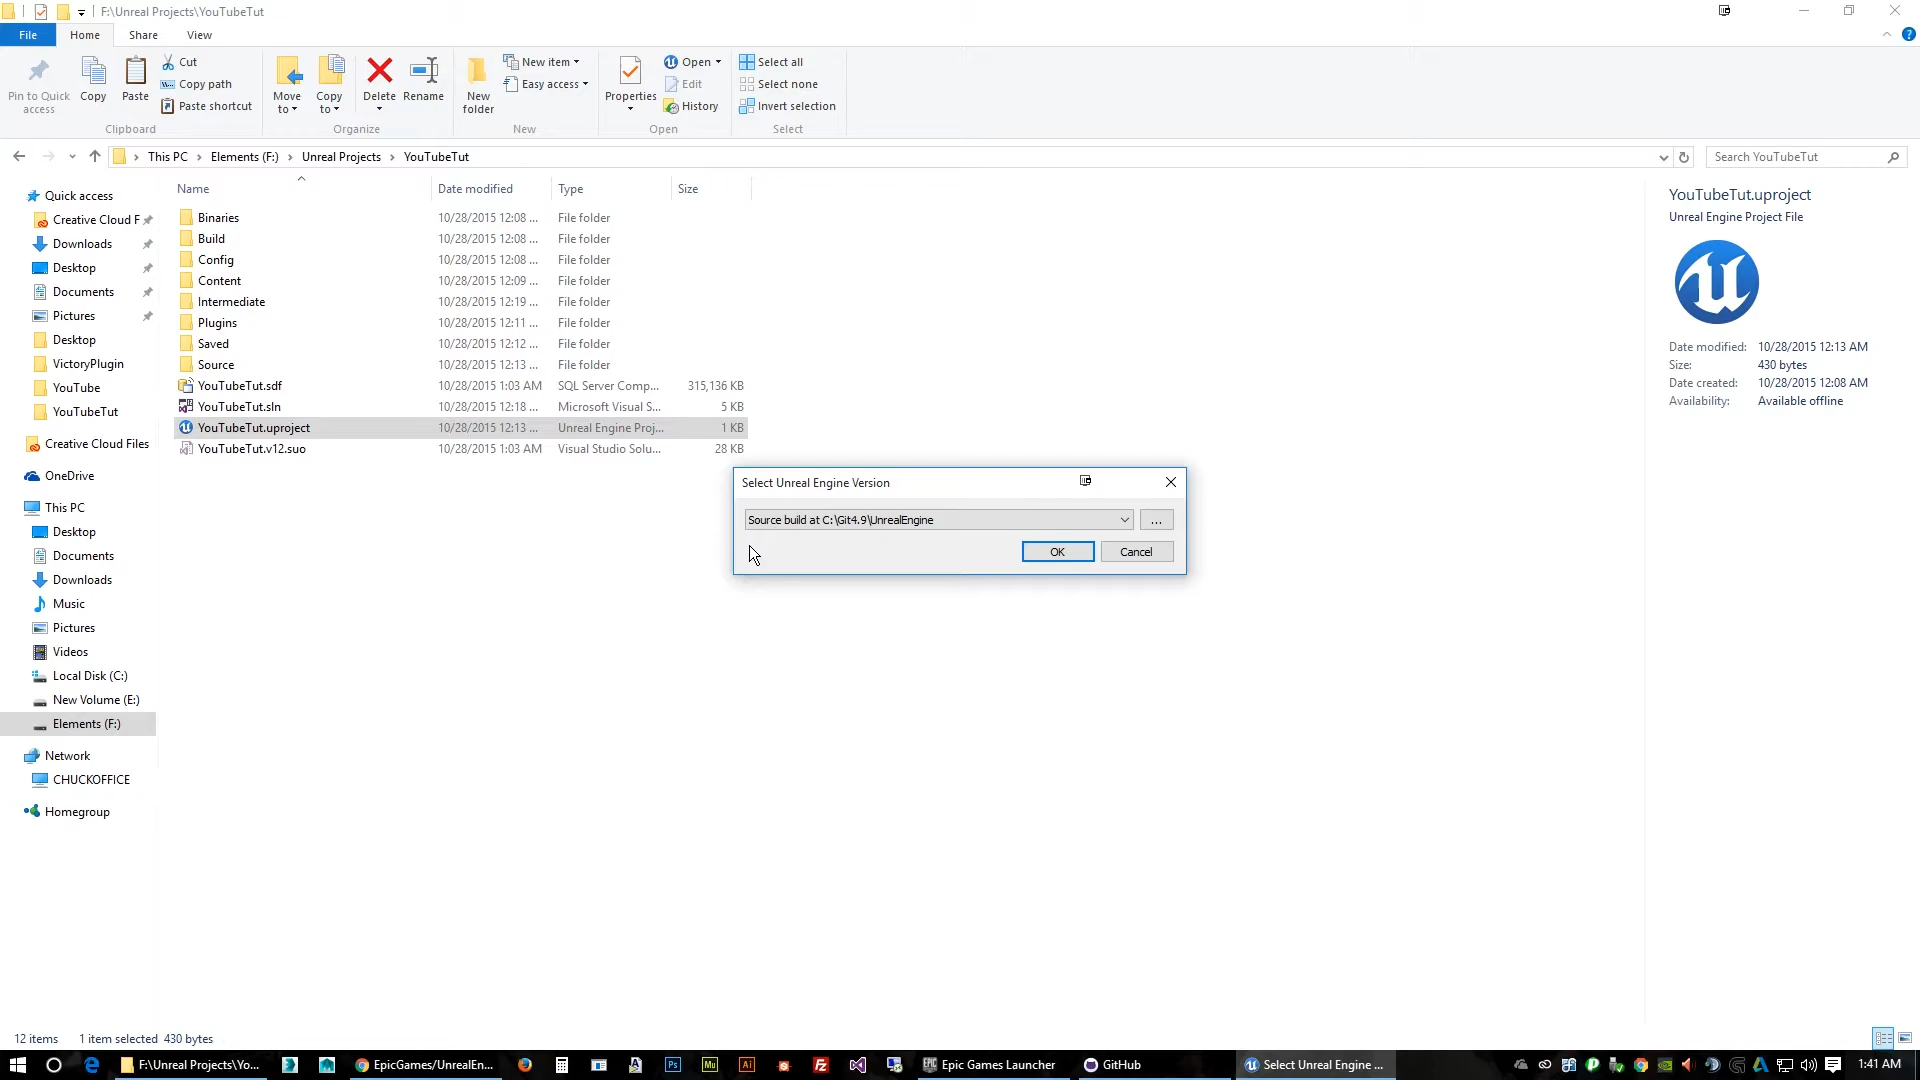 F:\Unreal Projects\YouTubeTut
File Home Share View
Pin to Quick access
Copy
Paste
Cut
Copy path
Paste shortcut
Clipboard
Move to
Copy to
Delete
Rename
Organize
New folder
New item
Easy access
New
Properties
Open
Edit
History
Open
Select all
Select none
Invert selection
Select
This PC Elements (F:) Unreal Projects YouTubeTut
Search YouTubeTut
Quick access
Creative Cloud F
Downloads
Desktop
Documents
Pictures
Desktop
VictoryPlugin
YouTube
YouTubeTut
Creative Cloud Files
OneDrive
This PC
Desktop
Documents
Downloads
Music
Pictures
Videos
Local Disk (C:)
New Volume (E:)
Elements (F:)
Network
CHUCKOFFICE
Homegroup
Name Date modified Type Size
Binaries 10/28/2015 12:08 ... File folder
Build 10/28/2015 12:08 ... File folder
Config 10/28/2015 12:08 ... File folder
Content 10/28/2015 12:09 ... File folder
Intermediate 10/28/2015 12:19 ... File folder
Plugins 10/28/2015 12:11 ... File folder
Saved 10/28/2015 12:12 ... File folder
Source 10/28/2015 12:13 ... File folder
YouTubeTut.sdf 10/28/2015 1:03 AM SQL Server Comp... 315,136 KB
YouTubeTut.sln 10/28/2015 12:18 ... Microsoft Visual S... 5 KB
YouTubeTut.uproject 10/28/2015 12:13 ... Unreal Engine Proj... 1 KB
YouTubeTut.v12.suo 10/28/2015 1:03 AM Visual Studio Solu... 28 KB
Select Unreal Engine Version
Source build at C:\Git4.9\UnrealEngine
...
OK Cancel
YouTubeTut.uproject
Unreal Engine Project File
Date modified: 10/28/2015 12:13 AM
Size: 430 bytes
Date created: 10/28/2015 12:08 AM
Availability: Available offline
12 items 1 item selected 430 bytes
F:\Unreal Projects\Yo...
EpicGames/UnrealEn...
Ps
Mu
Ai
Fz
Epic Games Launcher
GitHub
Select Unreal Engine ...
1:41 AM